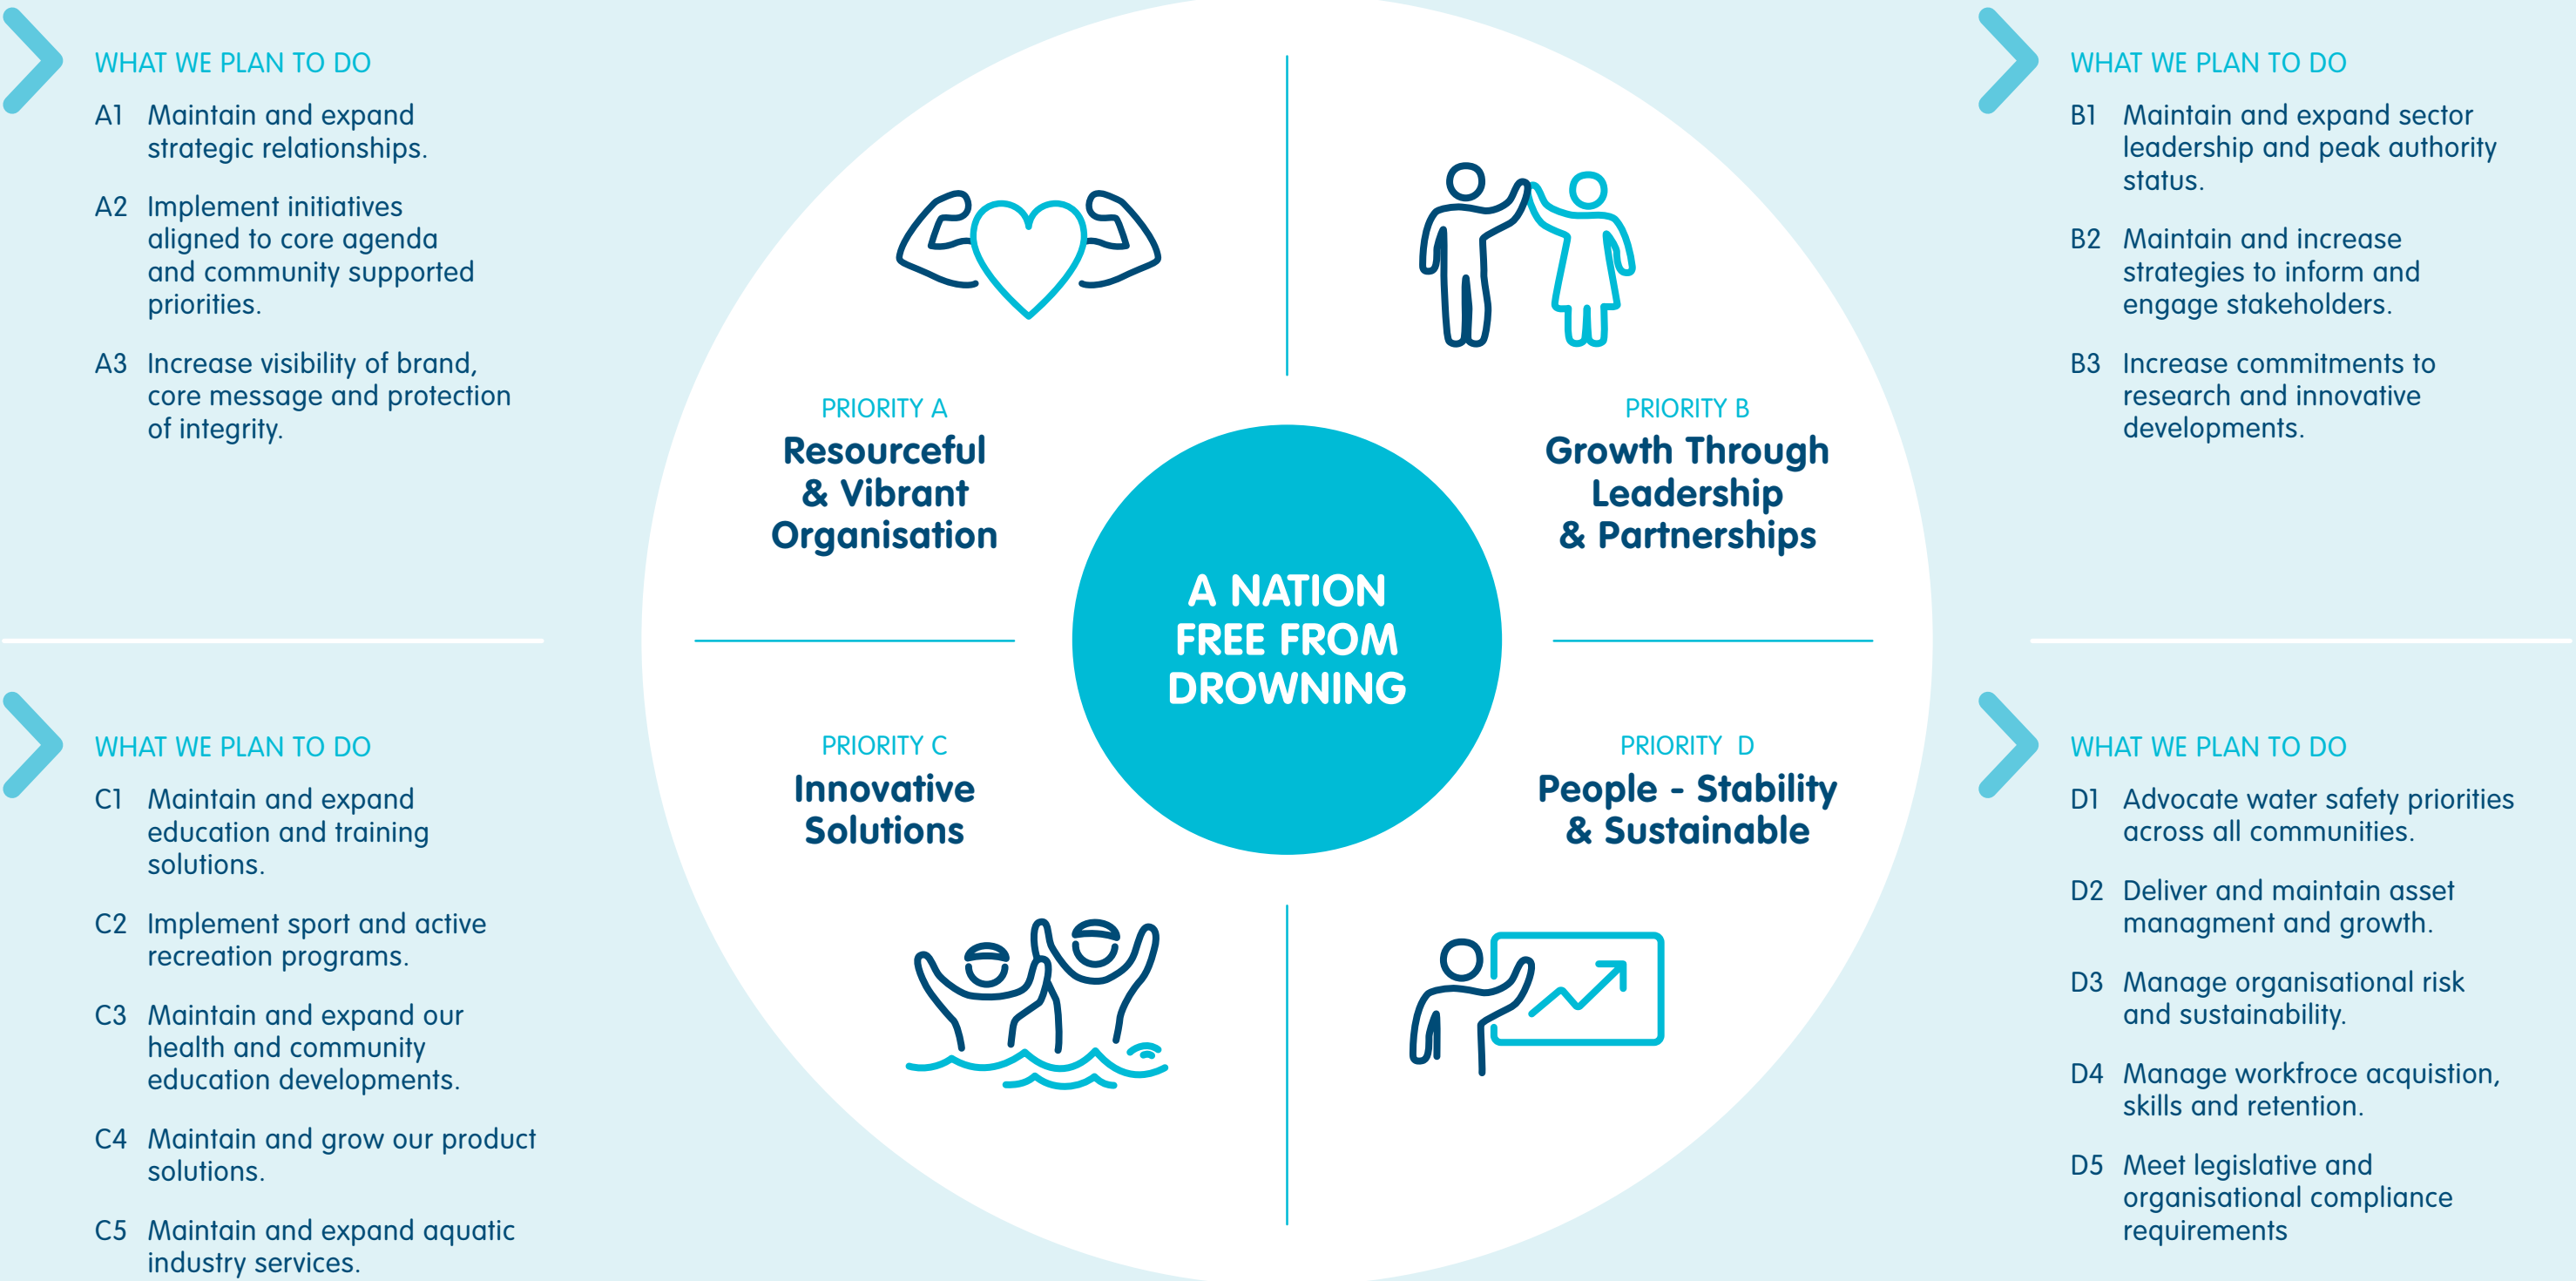 WHAT WE PLAN TO DO
A1 Maintain and expand
strategic relationships.
A2 Implement initiatives
aligned to core agenda
and community supported
priorities.
A3 Increase visibility of brand,
core message and protection
of integrity.
PRIORITY A
Resourceful
& Vibrant
Organisation
PRIORITY B
Growth Through
Leadership
& Partnerships
WHAT WE PLAN TO DO
B1 Maintain and expand sector
leadership and peak authority
status.
B2 Maintain and increase
strategies to inform and
engage stakeholders.
B3 Increase commitments to
research and innovative
developments.
A NATION
FREE FROM
DROWNING
WHAT WE PLAN TO DO
C1 Maintain and expand
education and training
solutions.
C2 Implement sport and active
recreation programs.
C3 Maintain and expand our
health and community
education developments.
C4 Maintain and grow our product
solutions.
C5 Maintain and expand aquatic
industry services.
PRIORITY C
Innovative
Solutions
PRIORITY D
People - Stability
& Sustainable
WHAT WE PLAN TO DO
D1 Advocate water safety priorities
across all communities.
D2 Deliver and maintain asset
managment and growth.
D3 Manage organisational risk
and sustainability.
D4 Manage workfroce acquistion,
skills and retention.
D5 Meet legislative and
organisational compliance
requirements